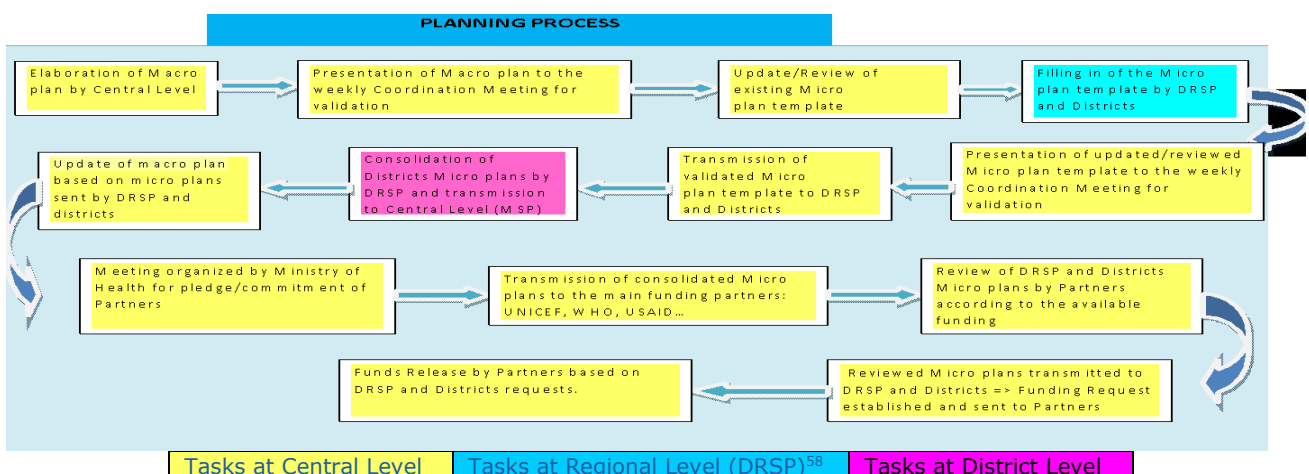 PLANNING PROCESS
Elaboration of Macro
plan by Central Level
Presentation of Macro plan to the
weekly Coordination Meeting for
validation
Update/Review of
existing Micro
plan template
Filling in of the Micro
plan template by DRSP
and Districts
Update of macro plan
based on micro plans
sent by DRSP and
districts
Consolidation of
Districts Micro plans by
DRSP and transmission
to Central Level (MSP)
Transmission of
validated Micro
plan template to DRSP
and Districts
Presentation of updated/reviewed
Micro plan template to the weekly
Coordination Meeting for
validation
Meeting organized by Ministry of
Health for pledge/commitment of
Partners
Transmission of consolidated Micro
plans to the main funding partners:
UNICEF, WHO, USAID…
Review of DRSP and Districts
Micro plans by Partners
according to the available
funding
Funds Release by Partners based on
DRSP and Districts requests.
Reviewed Micro plans transmitted to
DRSP and Districts => Funding Request
established and sent to Partners
Tasks at Central Level
Tasks at Regional Level (DRSP)58
Tasks at District Level